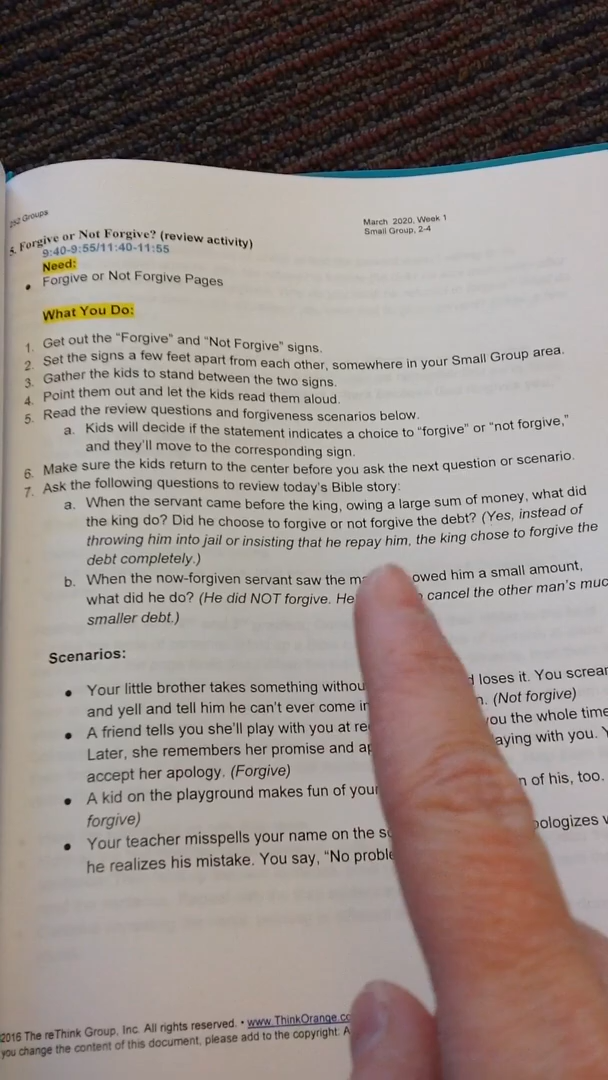 252 Groups
March 2020, Week 1
Small Group, 2-4
5. Forgive or Not Forgive? (review activity)
9:40-9:55/11:40-11:55
Need:
• Forgive or Not Forgive Pages
What You Do:
1. Get out the “Forgive” and “Not Forgive” signs.
2. Set the signs a few feet apart from each other, somewhere in your Small Group area.
3. Gather the kids to stand between the two signs.
4. Point them out and let the kids read them aloud.
5. Read the review questions and forgiveness scenarios below.
a. Kids will decide if the statement indicates a choice to “forgive” or “not forgive,”
and they’ll move to the corresponding sign.
6. Make sure the kids return to the center before you ask the next question or scenario.
7. Ask the following questions to review today’s Bible story:
a. When the servant came before the king, owing a large sum of money, what did
the king do? Did he choose to forgive or not forgive the debt? (Yes, instead of
throwing him into jail or insisting that he repay him, the king chose to forgive the
debt completely.)
b. When the now-forgiven servant saw the owed him a small amount,
what did he do? (He did NOT forgive. He cancel the other man’s
smaller debt.)
Scenarios:
• Your little brother takes something loses it. You
and yell and tell him he can’t ever come (Not forgive)
• A friend tells you she’ll play with you at you the whole time
Later, she remembers her promise and with you.
accept her apology. (Forgive)
• A kid on the playground makes fun of your of his, too.
forgive)
• Your teacher misspells your name on the
he realizes his mistake. You say, “No
2016 The reThink Group, Inc. All rights reserved. • www.ThinkOrange
you change the content of this document, please add to the copyright: